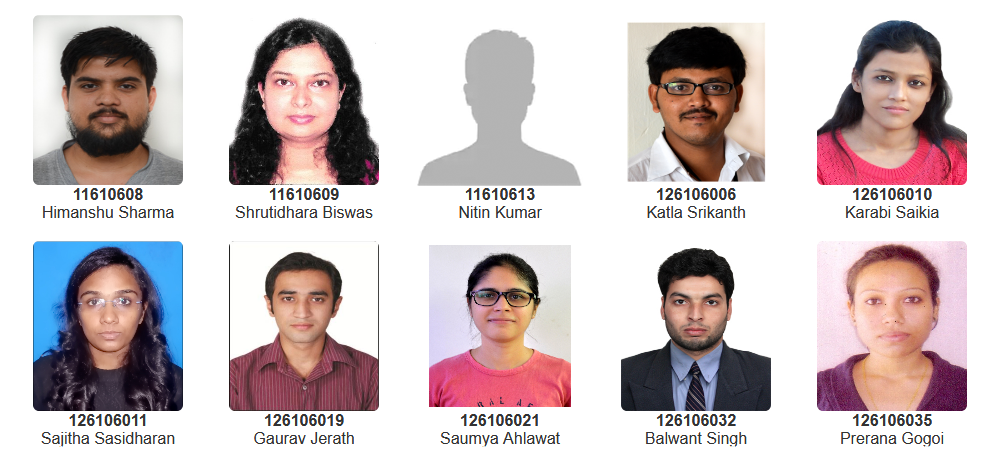 11610608
Himanshu Sharma
11610609
Shrutidhara Biswas
11610613
Nitin Kumar
126106006
Katla Srikanth
126106010
Karabi Saikia
126106011
Sajitha Sasidharan
126106019
Gaurav Jerath
126106021
Saumya Ahlawat
126106032
Balwant Singh
126106035
Prerana Gogoi